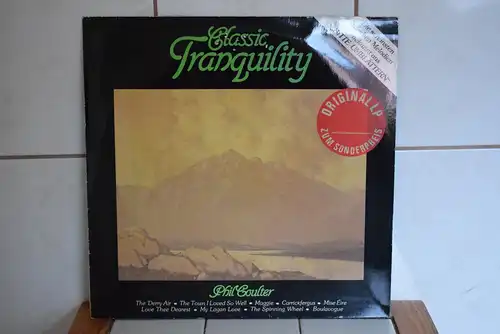 Classic
Tranquility
ORIGINAL LP
ZUM SONDERPREIS
Phil Coulter
The Derry Air • The Town I Loved So Well • Maggie • Carrickfergus • Mise Eire
Love Thee Dearest • My Lagan Love • The Spinning Wheel • Boulavogue